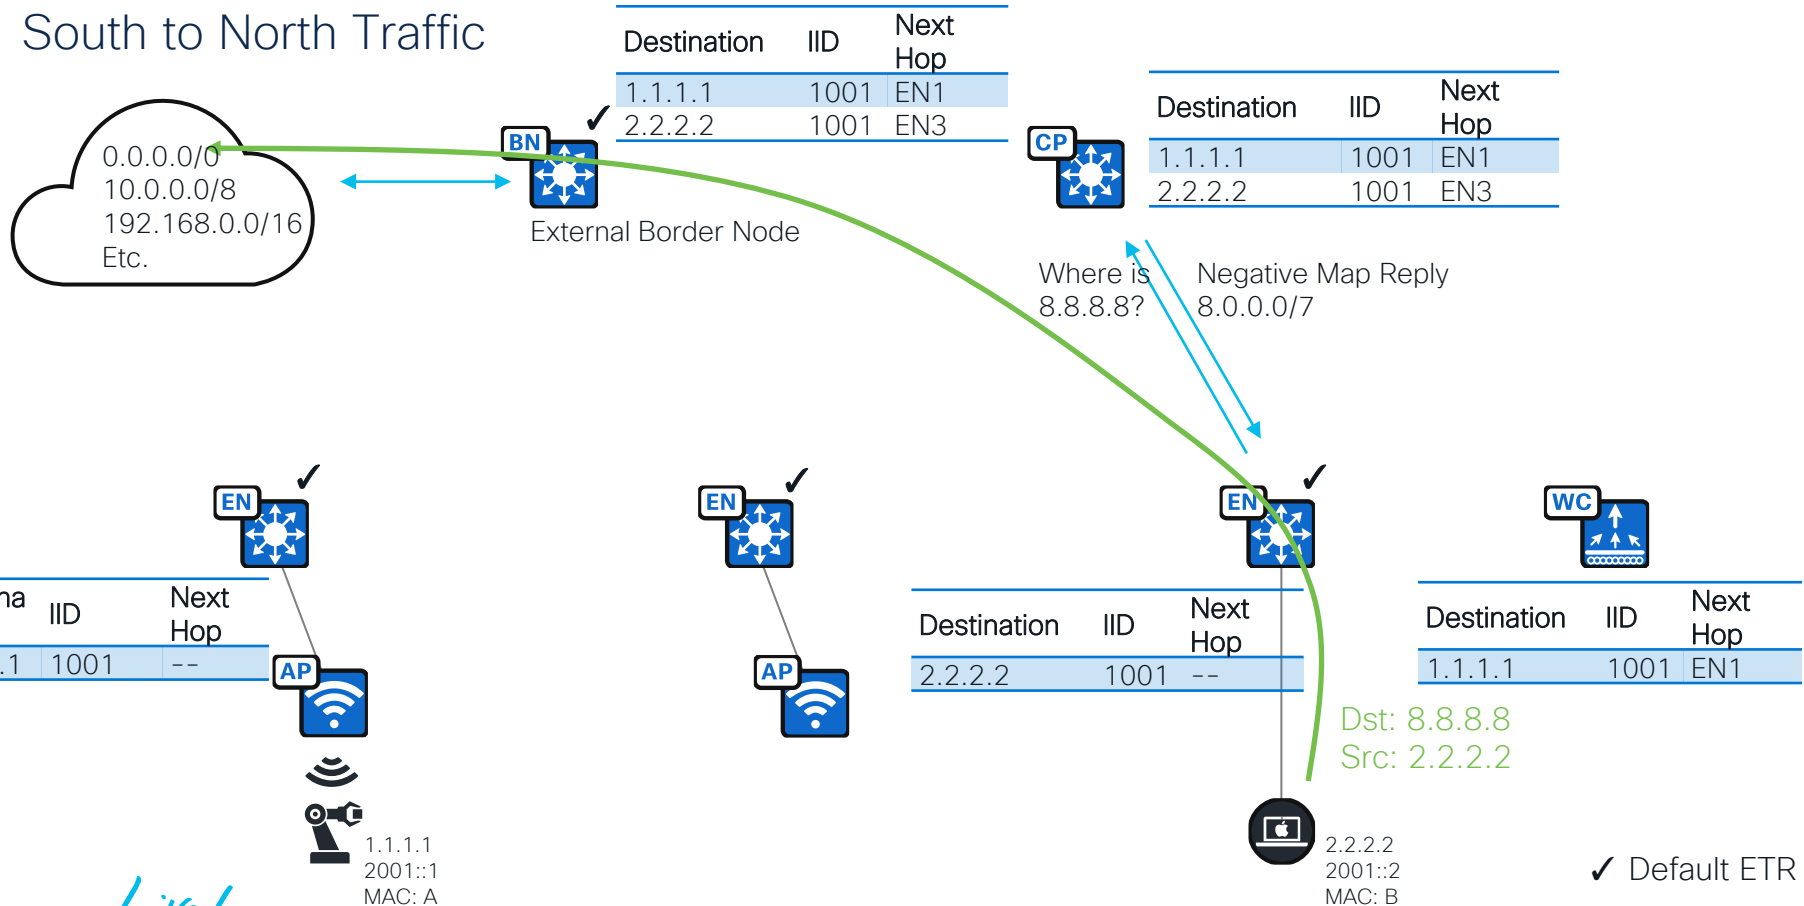 South to North Traffic
Destination IID Next Hop
1.1.1.1 1001 EN1
2.2.2.2 1001 EN3
Destination IID Next Hop
1.1.1.1 1001 EN1
2.2.2.2 1001 EN3
0.0.0.0/0
10.0.0.0/8
192.168.0.0/16
Etc.
BN
External Border Node
CP
Where is
8.8.8.8?
Negative Map Reply
8.0.0.0/7
EN
EN
EN
WC
IID Next Hop
.1 1001 --
AP
AP
Destination IID Next Hop
2.2.2.2 1001 --
Destination IID Next Hop
1.1.1.1 1001 EN1
Dst: 8.8.8.8
Src: 2.2.2.2
1.1.1.1
2001::1
MAC: A
2.2.2.2
2001::2
MAC: B
✓ Default ETR